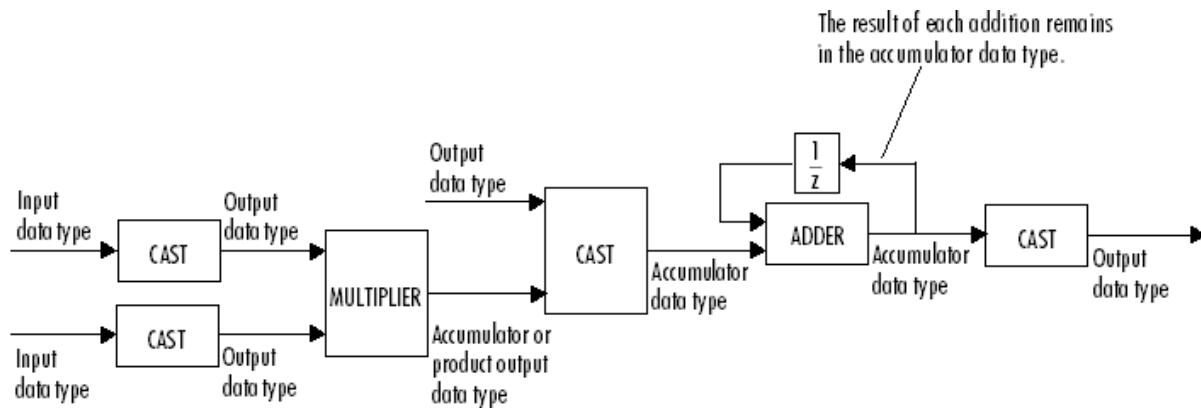 The result of each addition remains
in the accumulator data type.
1
z
Output
data type
Input
data type
Output
data type
CAST
CAST
ADDER
CAST
Accumulator
data type
Accumulator
data type
Output
data type
MULTIPLIER
CAST
Input
data type
Output
data type
Accumulator or
product output
data type